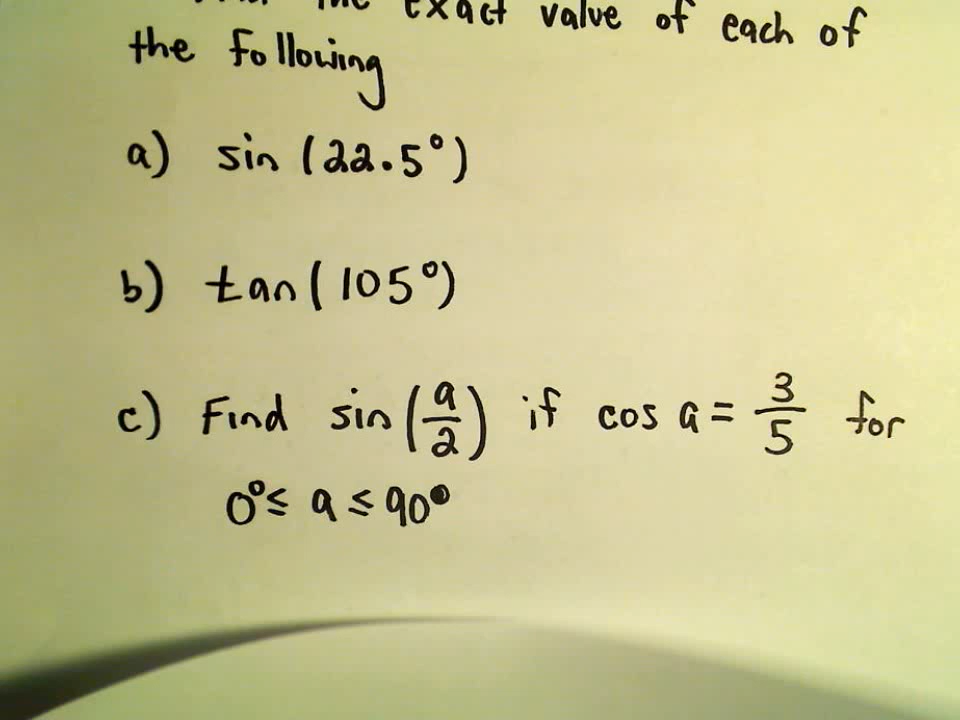 the exact value of each of
the following
a) sin (22.5°)
b) tan (105°)
c) Find sin(a/2) if cos a = 3/5 for
0° ≤ a ≤ 90°